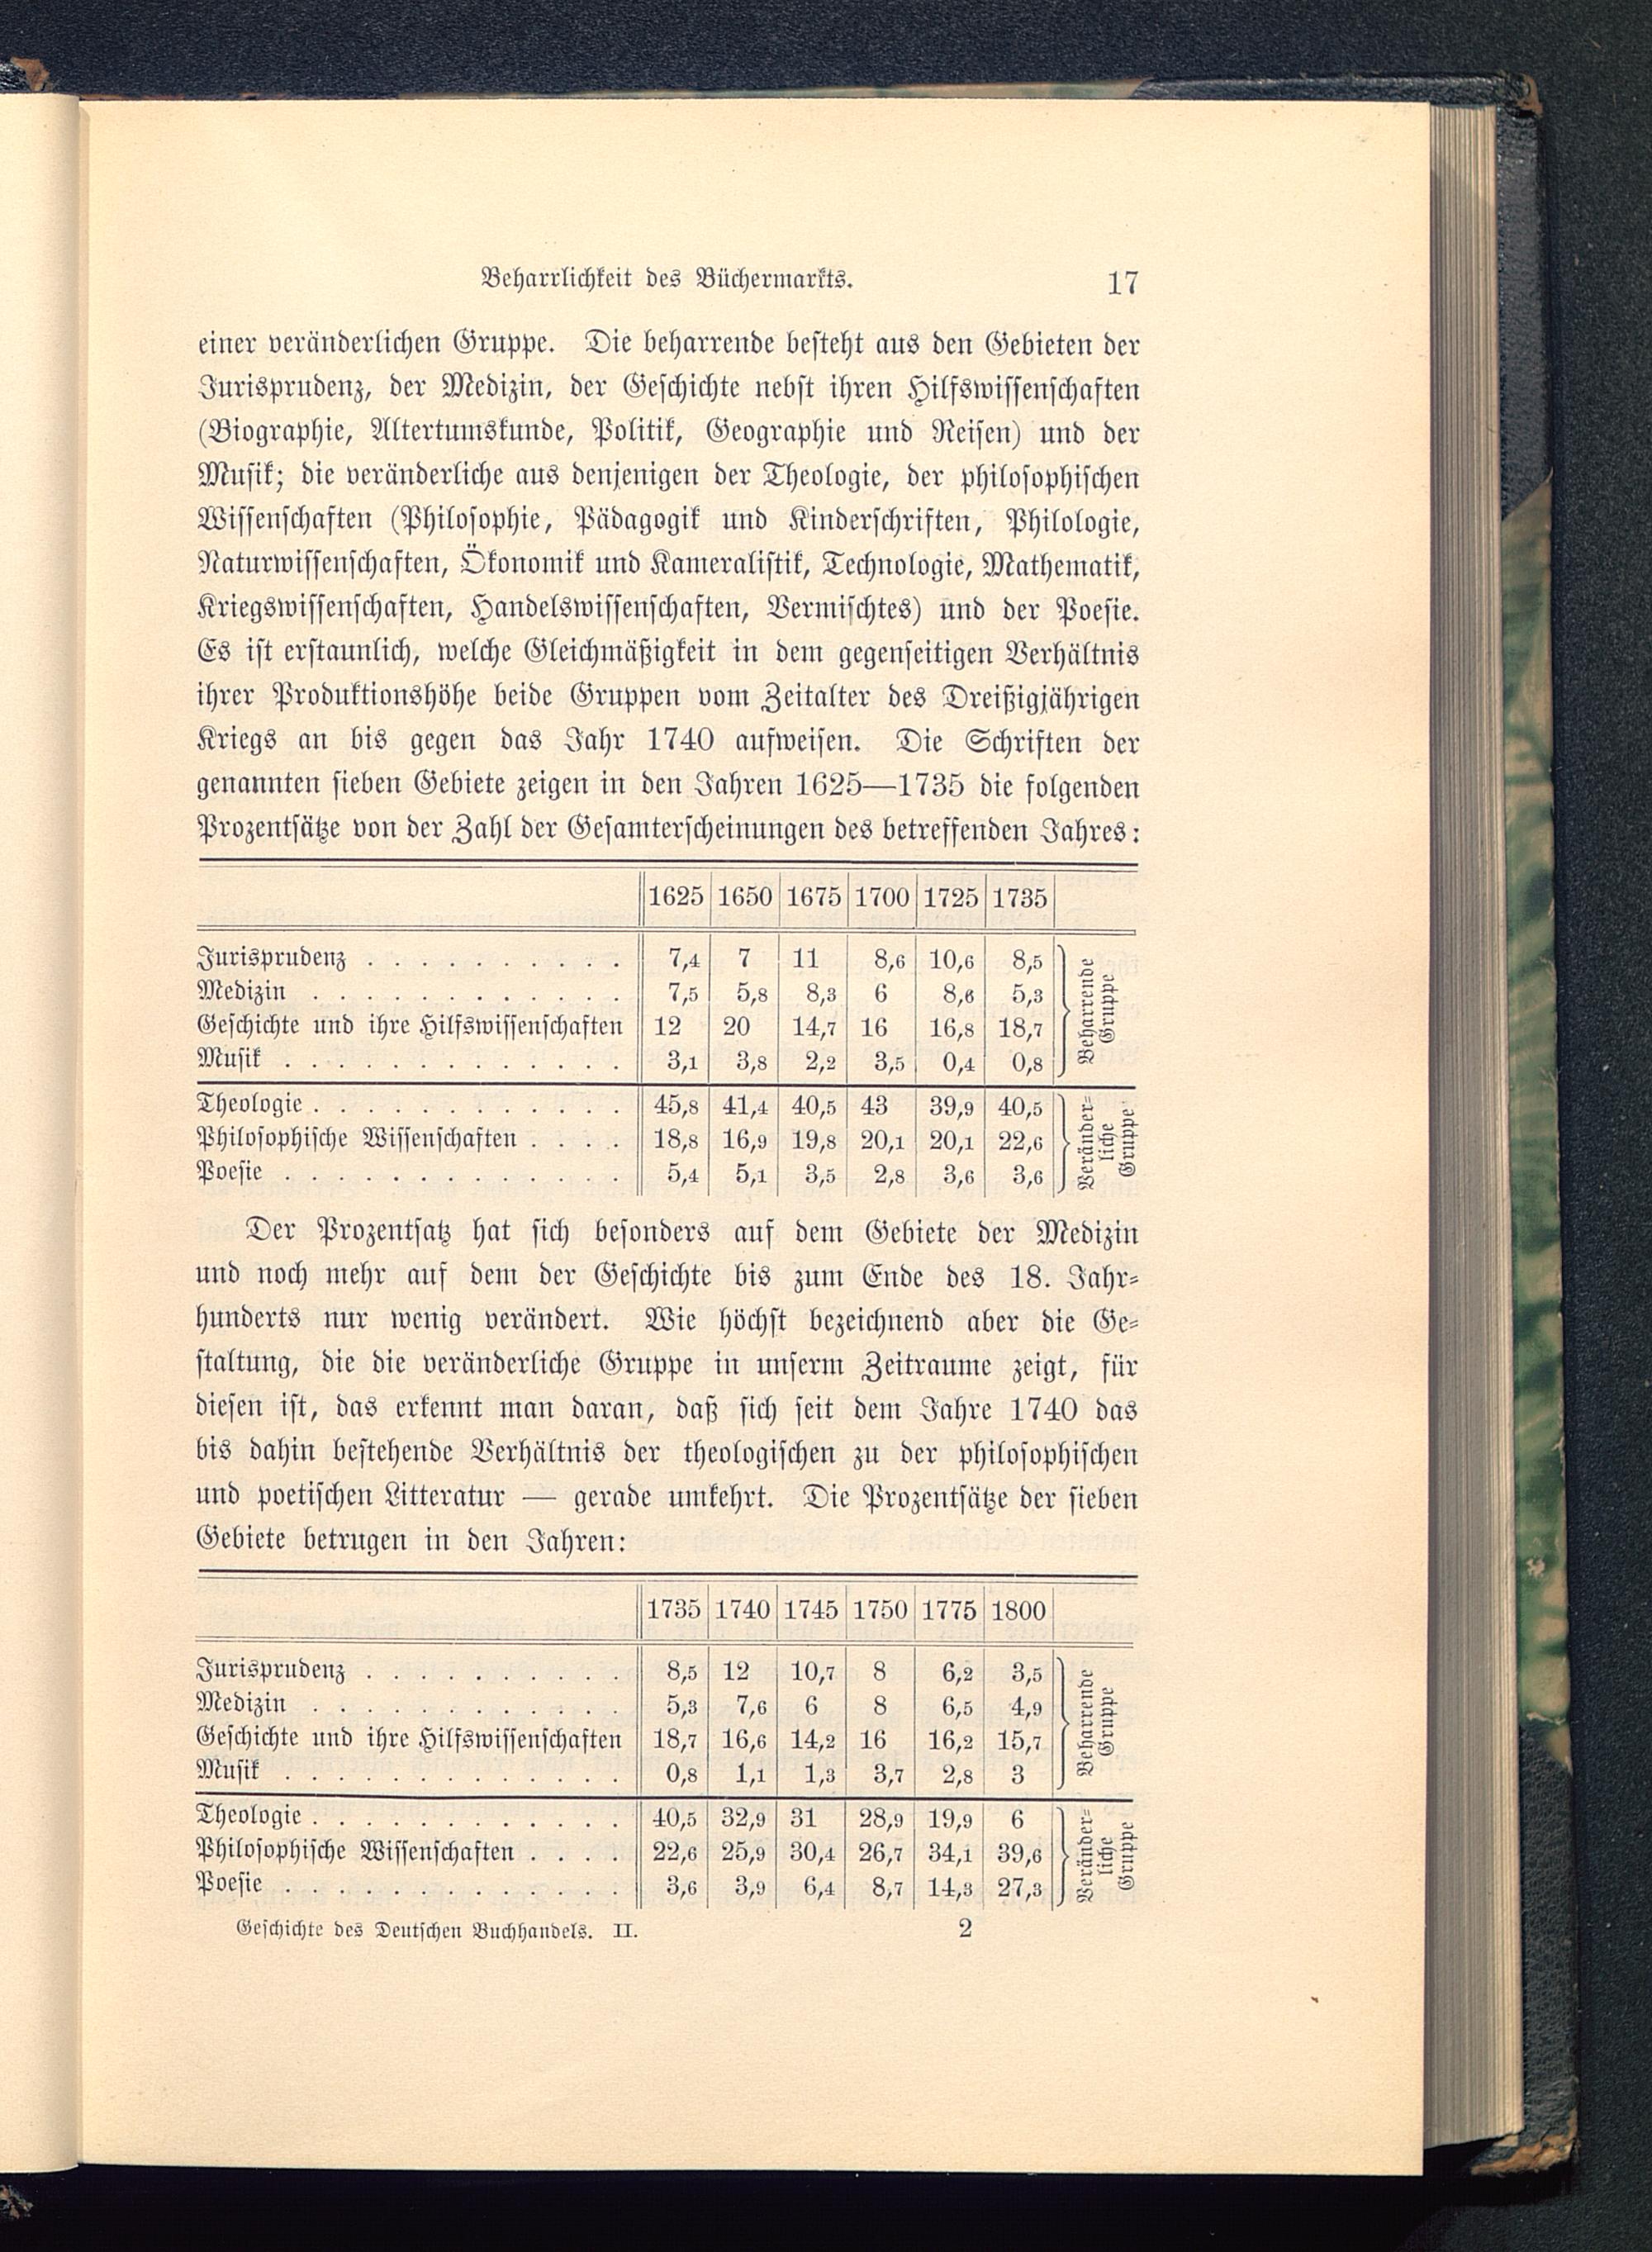 Beharrlichkeit des Büchermarkts. 17
einer veränderlichen Gruppe. Die beharrende besteht aus den Gebieten der
Jurisprudenz, der Medizin, der Geschichte nebst ihren Hilfswissenschaften
(Biographie, Altertumskunde, Politik, Geographie und Reisen) und der
Musik; die veränderliche aus denjenigen der Theologie, der philosophischen
Wissenschaften (Philosophie, Pädagogik und Kinderschriften, Philologie,
Naturwissenschaften, Ökonomik und Kameralistik, Technologie, Mathematik,
Kriegswissenschaften, Handelswissenschaften, Vermischtes) und der Poesie.
Es ist erstaunlich, welche Gleichmäßigkeit in dem gegenseitigen Verhältnis
ihrer Produktionshöhe beide Gruppen vom Zeitalter des Dreißigjährigen
Kriegs an bis gegen das Jahr 1740 aufweisen. Die Schriften der
genannten sieben Gebiete zeigen in den Jahren 1625—1735 die folgenden
Prozentsätze von der Zahl der Gesamterscheinungen des betreffenden Jahres:
1625 1650 1675 1700 1725 1735
Jurisprudenz . . . . . . . . . . 7,4 7 11 8,6 10,6 8,5
Medizin . . . . . . . . . . . . 7,5 5,8 8,3 6 8,6 5,3
Geschichte und ihre Hilfswissenschaften 12 20 14,7 16 16,8 18,7
Musik . . . . . . . . . . . . . 3,1 3,8 2,2 3,5 0,4 0,8
Beharrende
Gruppe
Theologie . . . . . . . . . . . . 45,8 41,4 40,5 43 39,9 40,5
Philosophische Wissenschaften . . . . 18,8 16,9 19,8 20,1 20,1 22,6
Poesie . . . . . . . . . . . . . 5,4 5,1 3,5 2,8 3,6 3,6
Veränder-
liche
Gruppe
Der Prozentsatz hat sich besonders auf dem Gebiete der Medizin
und noch mehr auf dem der Geschichte bis zum Ende des 18. Jahr-
hunderts nur wenig verändert. Wie höchst bezeichnend aber die Ge-
staltung, die die veränderliche Gruppe in unserm Zeitraume zeigt, für
diesen ist, das erkennt man daran, daß sich seit dem Jahre 1740 das
bis dahin bestehende Verhältnis der theologischen zu der philosophischen
und poetischen Litteratur — gerade umkehrt. Die Prozentsätze der sieben
Gebiete betrugen in den Jahren:
1735 1740 1745 1750 1775 1800
Jurisprudenz . . . . . . . . . . 8,5 12 10,7 8 6,2 3,5
Medizin . . . . . . . . . . . . 5,3 7,6 6 8 6,5 4,9
Geschichte und ihre Hilfswissenschaften 18,7 16,6 14,2 16 16,2 15,7
Musik . . . . . . . . . . . . . 0,8 1,1 1,3 3,7 2,8 3
Beharrende
Gruppe
Theologie . . . . . . . . . . . . 40,5 32,9 31 28,9 19,9 6
Philosophische Wissenschaften . . . . 22,6 25,9 30,4 26,7 34,1 39,6
Poesie . . . . . . . . . . . . . 3,6 3,9 6,4 8,7 14,3 27,3
Veränder-
liche
Gruppe
Geschichte des Deutschen Buchhandels. II. 2